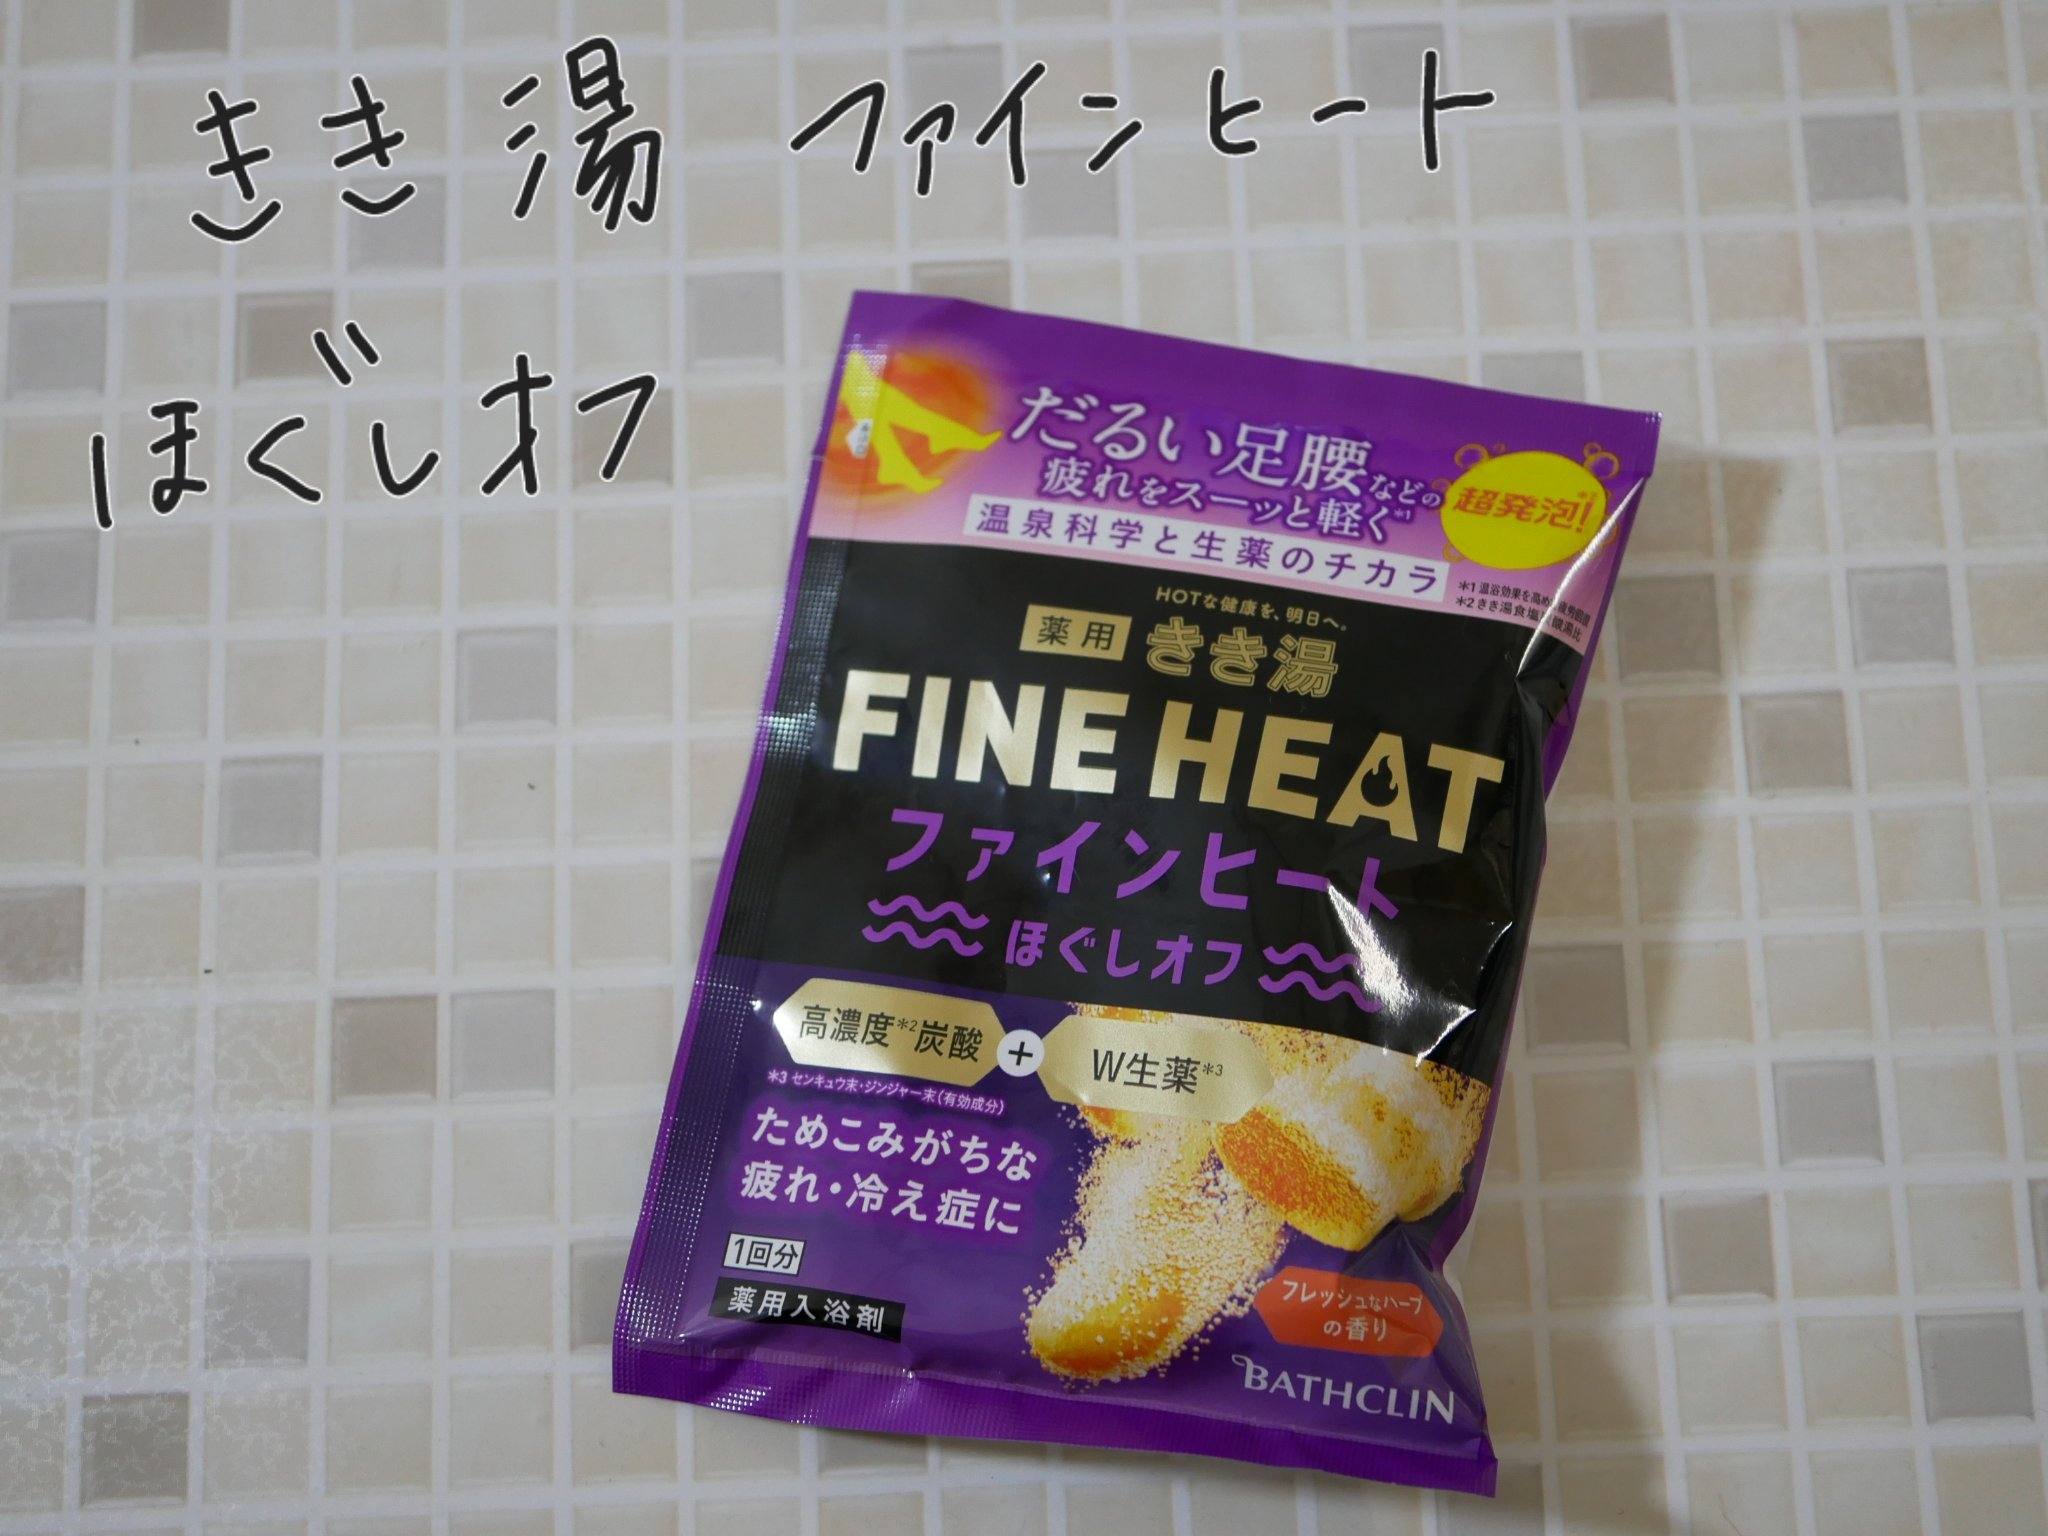 きき湯 ファインヒート
ほぐしオフ
だるい足腰などの
疲れをスーッと軽く*1
超発泡!*2
温泉科学と生薬のチカラ
HOTな健康を、明日へ。
薬用 きき湯
FINE HEAT
ファインヒート
ほぐしオフ
高濃度*2炭酸 + W生薬*3
*3 センキュウ末・ジンジャー末(有効成分)
ためこみがちな
疲れ・冷え症に
1回分
薬用入浴剤
フレッシュなハーブ
の香り
BATHCLIN